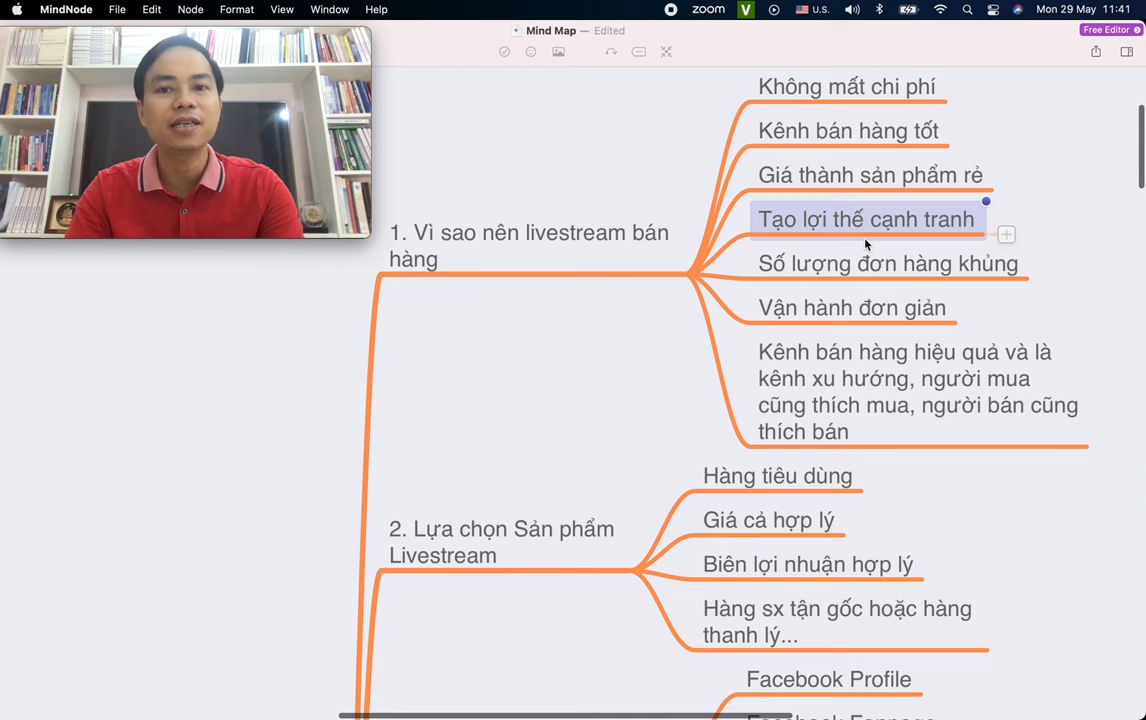 MindNode File Edit Node Format View Window Help zoom V U.S. Mon 29 May 11:41
Mind Map — Edited
Free Editor
Không mất chi phí
Kênh bán hàng tốt
Giá thành sản phẩm rẻ
Tạo lợi thế cạnh tranh
1. Vì sao nên livestream bán
hàng
Số lượng đơn hàng khủng
Vận hành đơn giản
Kênh bán hàng hiệu quả và là
kênh xu hướng, người mua
cũng thích mua, người bán cũng
thích bán
Hàng tiêu dùng
Giá cả hợp lý
2. Lựa chọn Sản phẩm
Livestream
Biên lợi nhuận hợp lý
Hàng sx tận gốc hoặc hàng
thanh lý...
Facebook Profile
Facebook Fanpage